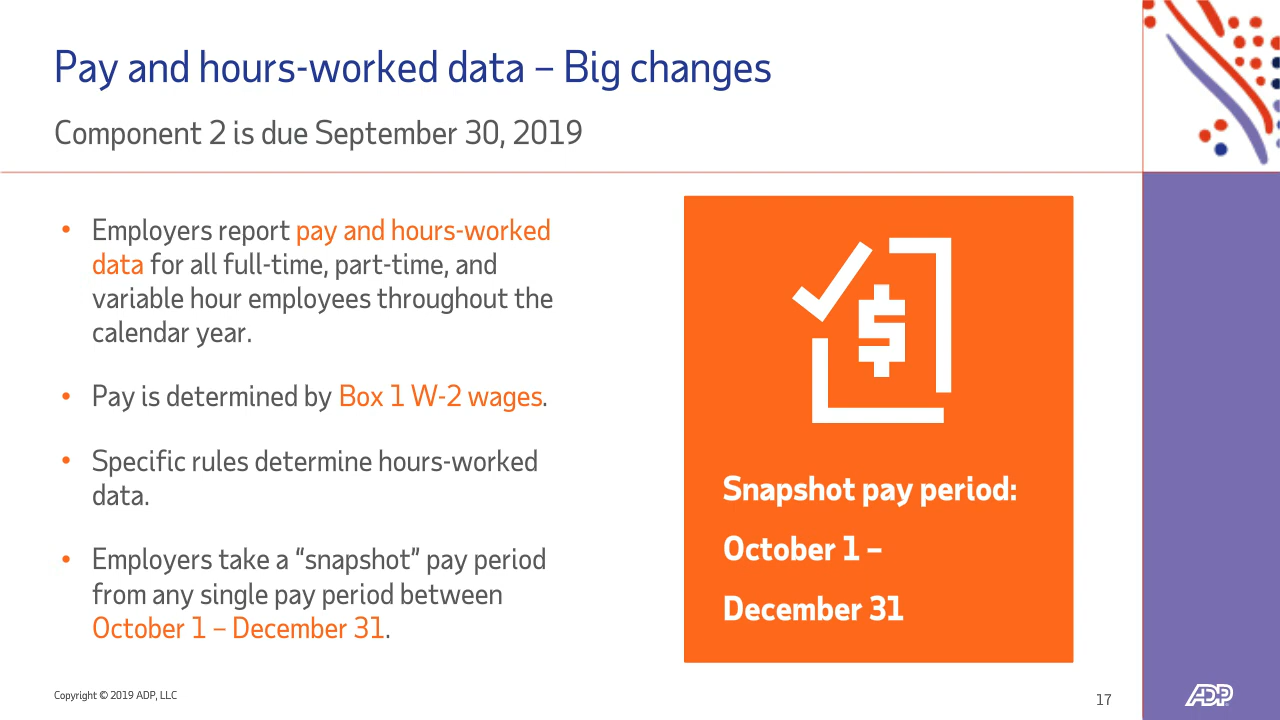 Pay and hours-worked data – Big changes
Component 2 is due September 30, 2019
• Employers report pay and hours-worked
data for all full-time, part-time, and
variable hour employees throughout the
calendar year.
• Pay is determined by Box 1 W-2 wages.
• Specific rules determine hours-worked
data.
• Employers take a “snapshot” pay period
from any single pay period between
October 1 – December 31.
$
Snapshot pay period:
October 1 –
December 31
Copyright © 2019 ADP, LLC
17
ADP